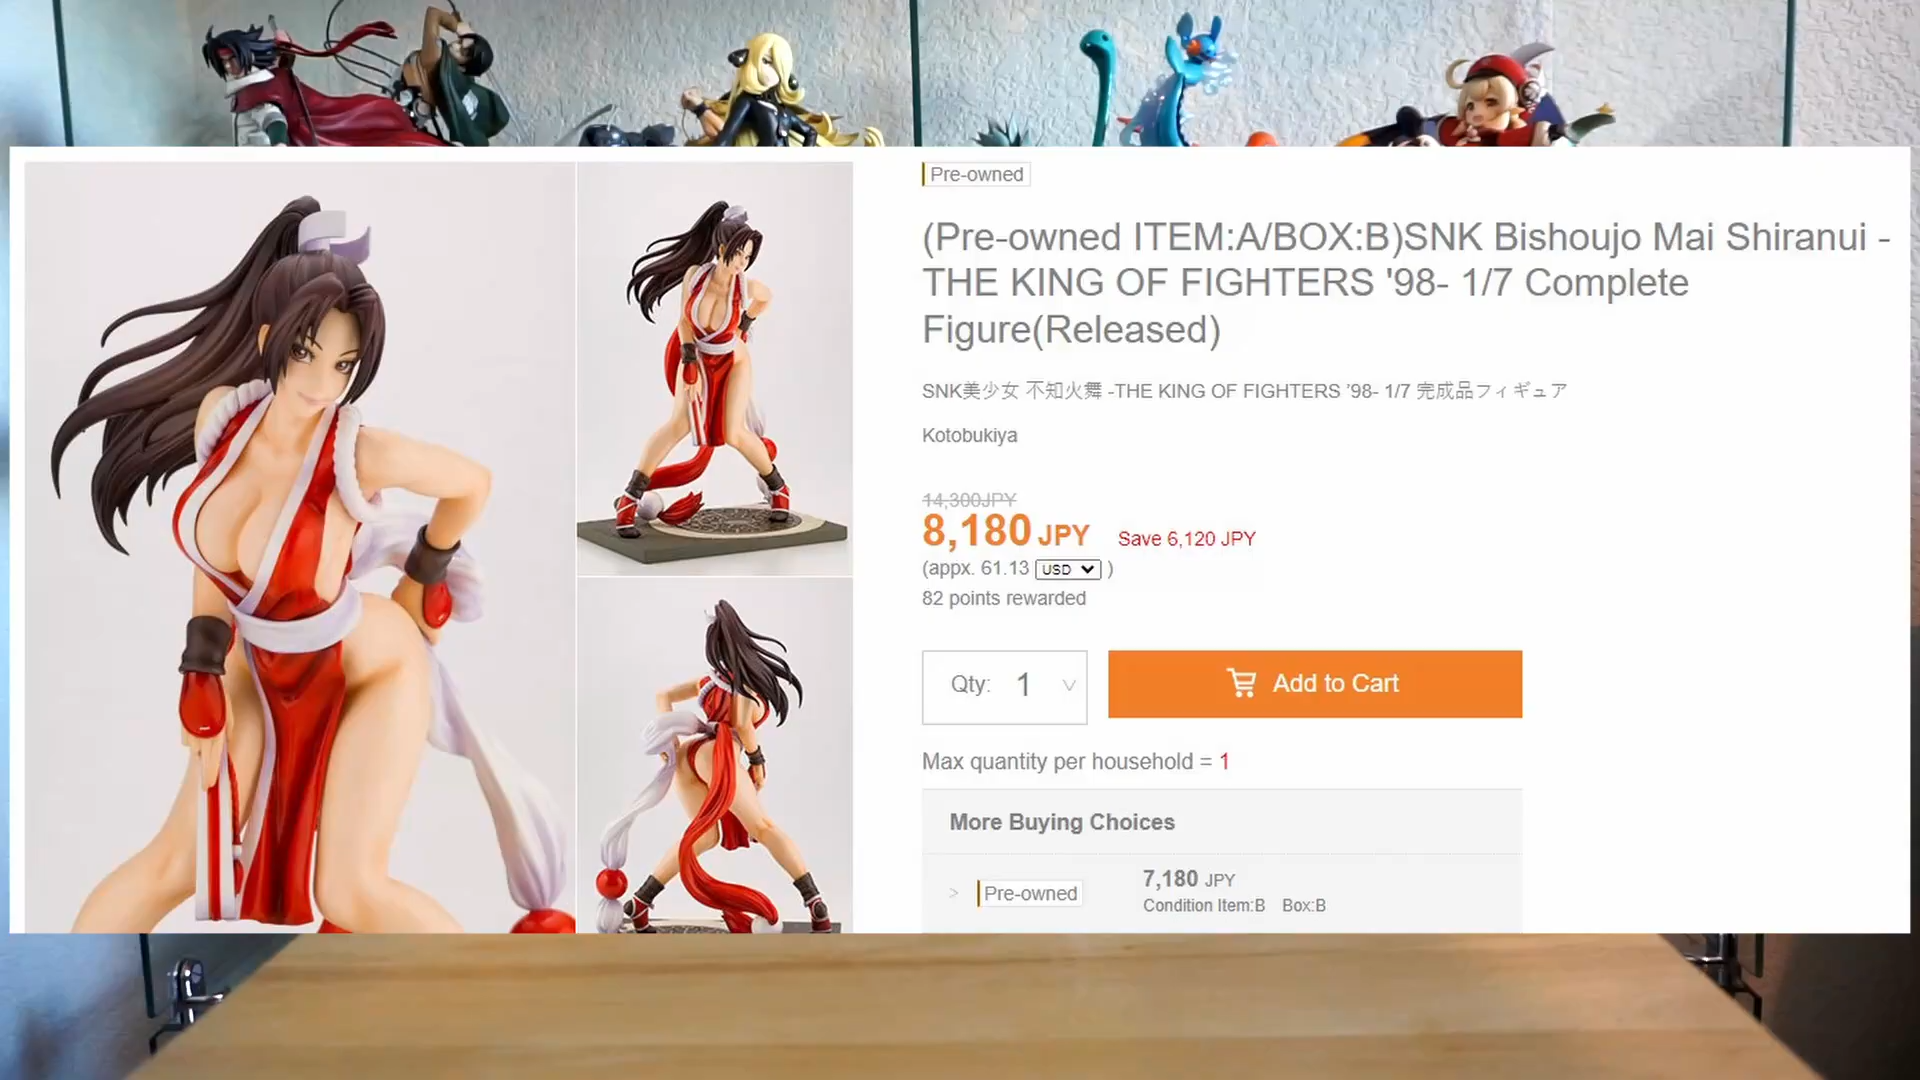 Pre-owned
(Pre-owned ITEM:A/BOX:B)SNK Bishoujo Mai Shiranui -
THE KING OF FIGHTERS '98- 1/7 Complete
Figure(Released)
SNK美少女 不知火舞 -THE KING OF FIGHTERS ’98- 1/7 完成品フィギュア
Kotobukiya
14,300JPY
8,180 JPY Save 6,120 JPY
(appx. 61.13 USD )
82 points rewarded
Qty: 1
Add to Cart
Max quantity per household = 1
More Buying Choices
> Pre-owned
7,180 JPY
Condition Item:B Box:B